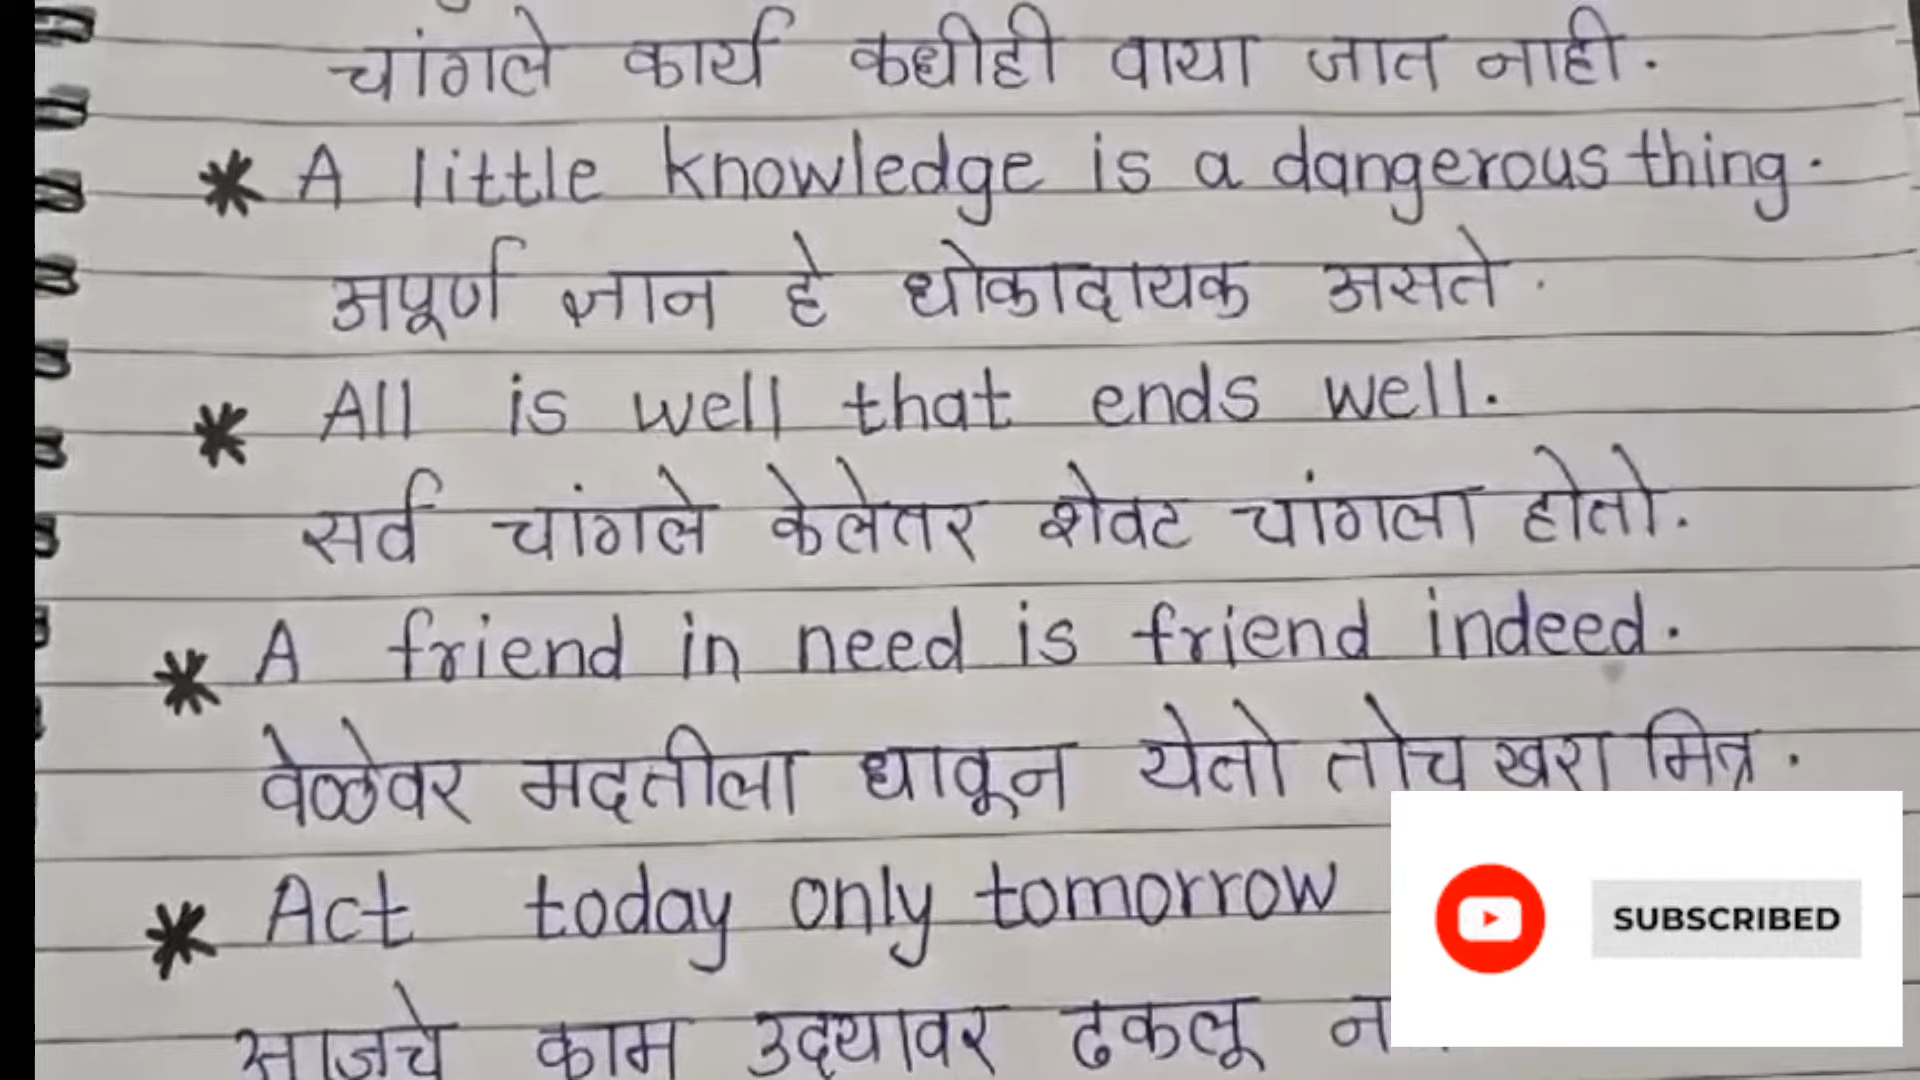 चांगले कार्य कधीही वाया जात नाही.
* A little knowledge is a dangerous thing.
अपूर्ण ज्ञान हे धोकादायक असते.
* All is well that ends well.
सर्व चांगले केलेतर शेवट चांगला होतो.
* A friend in need is friend indeed.
वेळेवर मदतीला धावून येतो तोच खरा मित्र.
* Act today only tomorrow
आजचे काम उद्यावर ढकलू
SUBSCRIBED